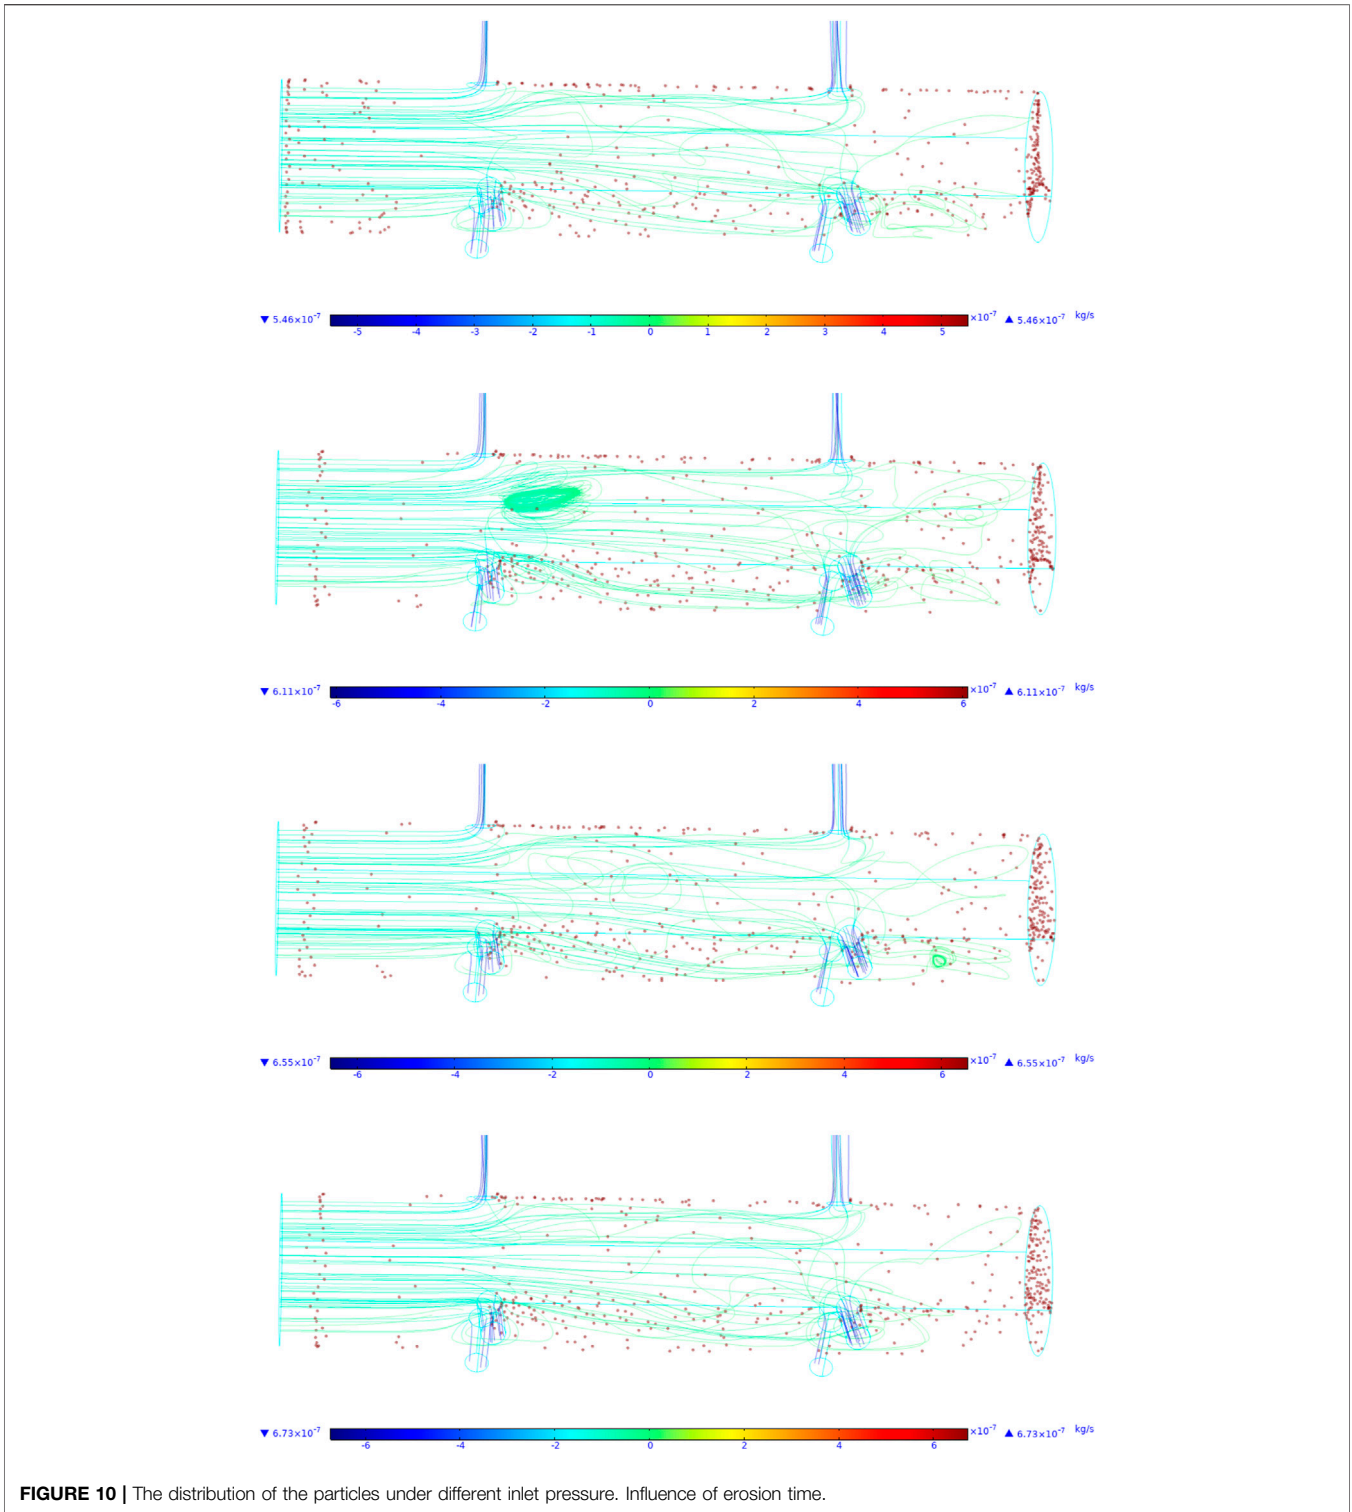 ▼ 5.46×10⁻⁷ ×10⁻⁷ ▲ 5.46×10⁻⁷ kg/s
-5 -4 -3 -2 -1 0 1 2 3 4 5
▼ 6.11×10⁻⁷ ×10⁻⁷ ▲ 6.11×10⁻⁷ kg/s
-6 -4 -2 0 2 4 6
▼ 6.55×10⁻⁷ ×10⁻⁷ ▲ 6.55×10⁻⁷ kg/s
-6 -4 -2 0 2 4 6
▼ 6.73×10⁻⁷ ×10⁻⁷ ▲ 6.73×10⁻⁷ kg/s
-6 -4 -2 0 2 4 6
FIGURE 10 | The distribution of the particles under different inlet pressure. Influence of erosion time.